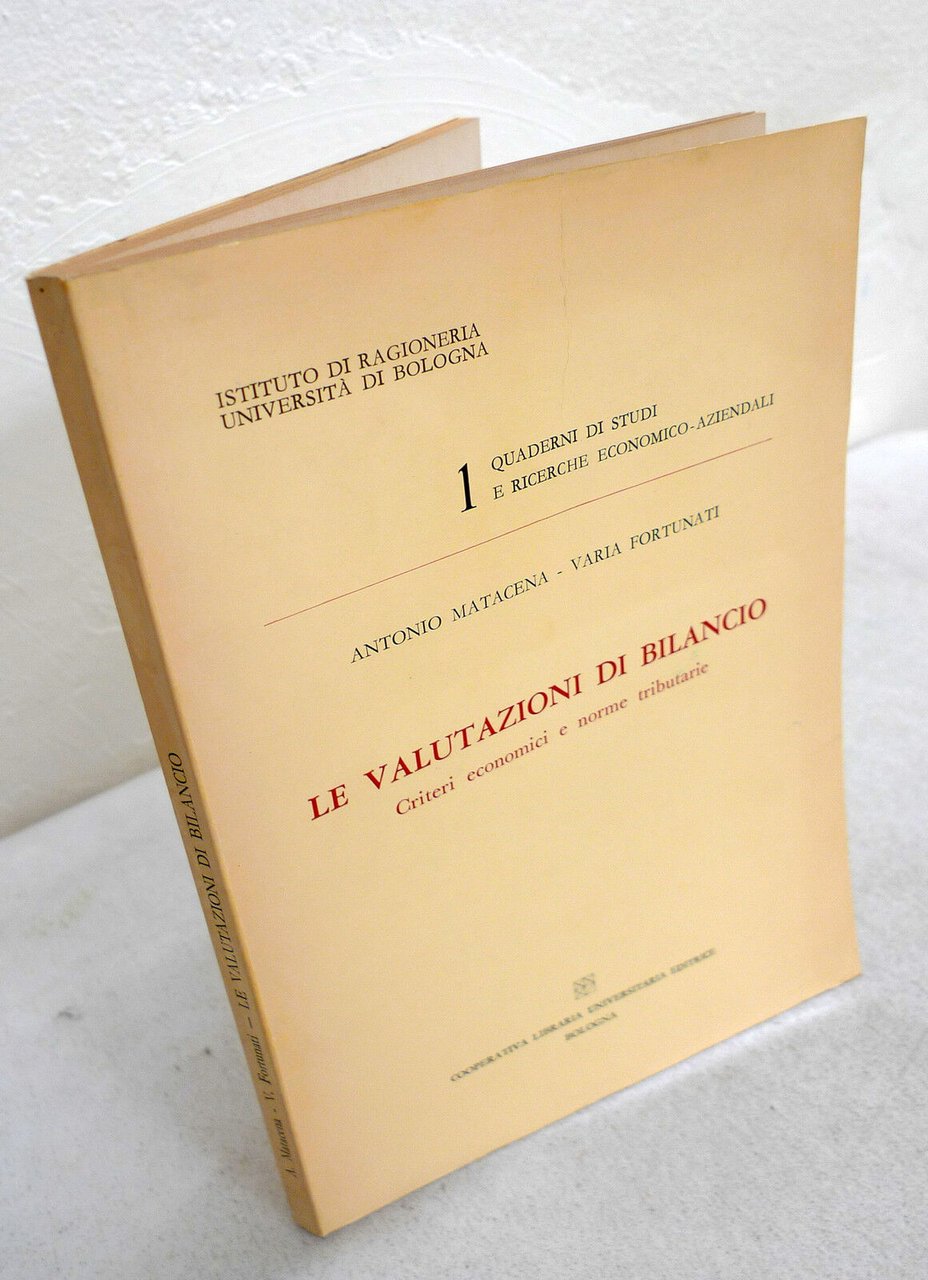 ISTITUTO DI RAGIONERIA
UNIVERSITÀ DI BOLOGNA
1
QUADERNI DI STUDI
E RICERCHE ECONOMICO-AZIENDALI
ANTONIO MATACENA - VARIA FORTUNATI
LE VALUTAZIONI DI BILANCIO
Criteri economici e norme tributarie
COOPERATIVA LIBRARIA UNIVERSITARIA EDITRICE
BOLOGNA
A. Matacena - V. Fortunati – LE VALUTAZIONI DI BILANCIO